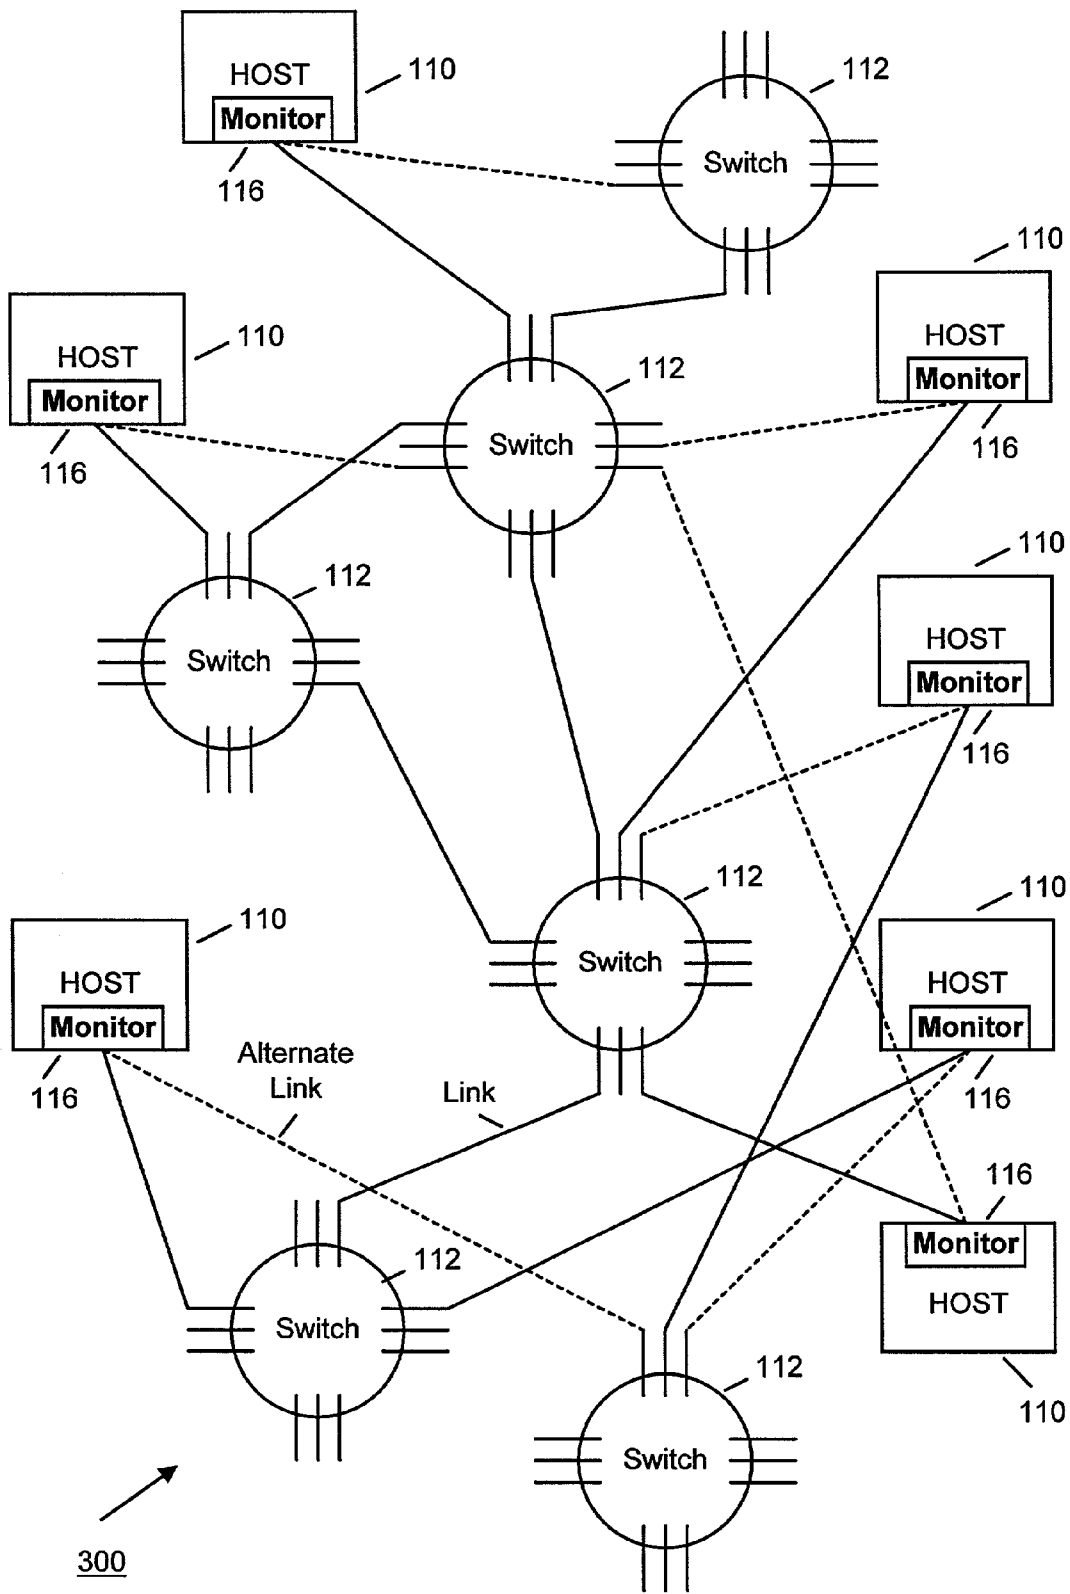 HOST
Monitor
110
116
112
Switch
110
HOST
Monitor
116
110
HOST
Monitor
116
112
Switch
112
Switch
110
HOST
Monitor
116
112
Switch
110
HOST
Monitor
116
110
HOST
Monitor
116
Alternate
Link
Link
116
Monitor
HOST
110
112
Switch
112
Switch
300